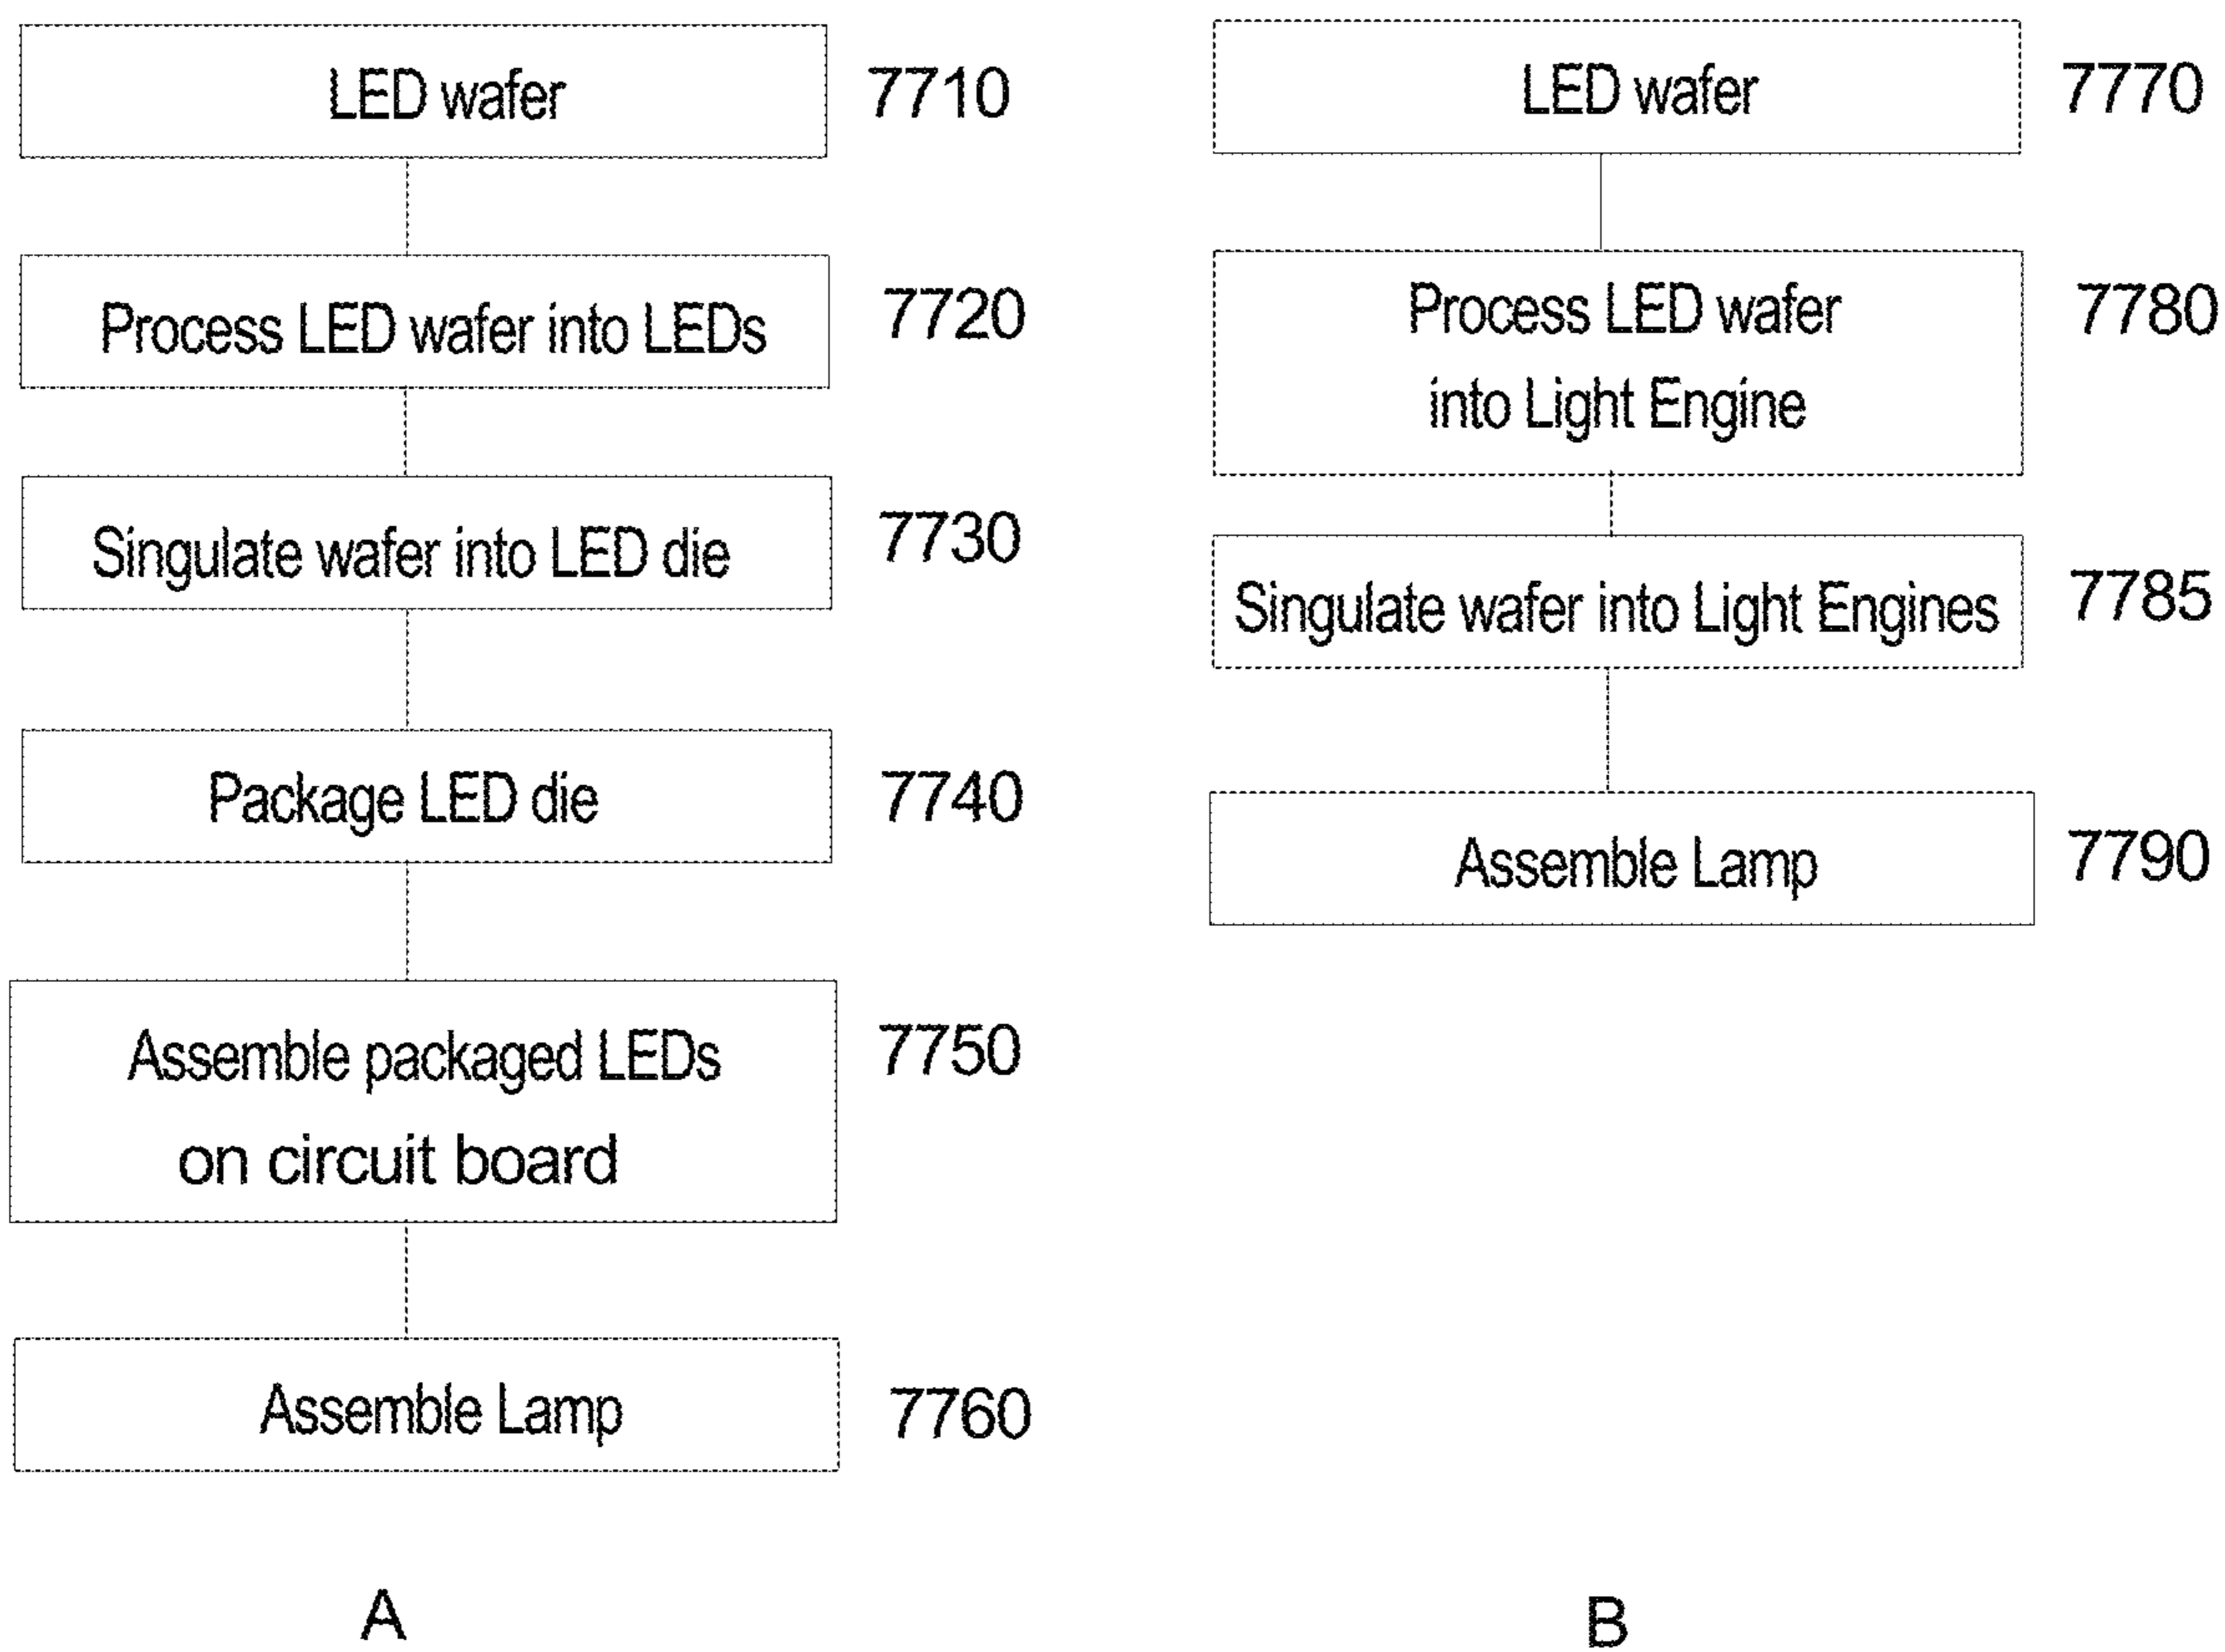 LED wafer
7710
Process LED wafer into LEDs
7720
Singulate wafer into LED die
7730
Package LED die
7740
Assemble packaged LEDs
on circuit board
7750
Assemble Lamp
7760
A
LED wafer
7770
Process LED wafer
into Light Engine
7780
Singulate wafer into Light Engines
7785
Assemble Lamp
7790
B